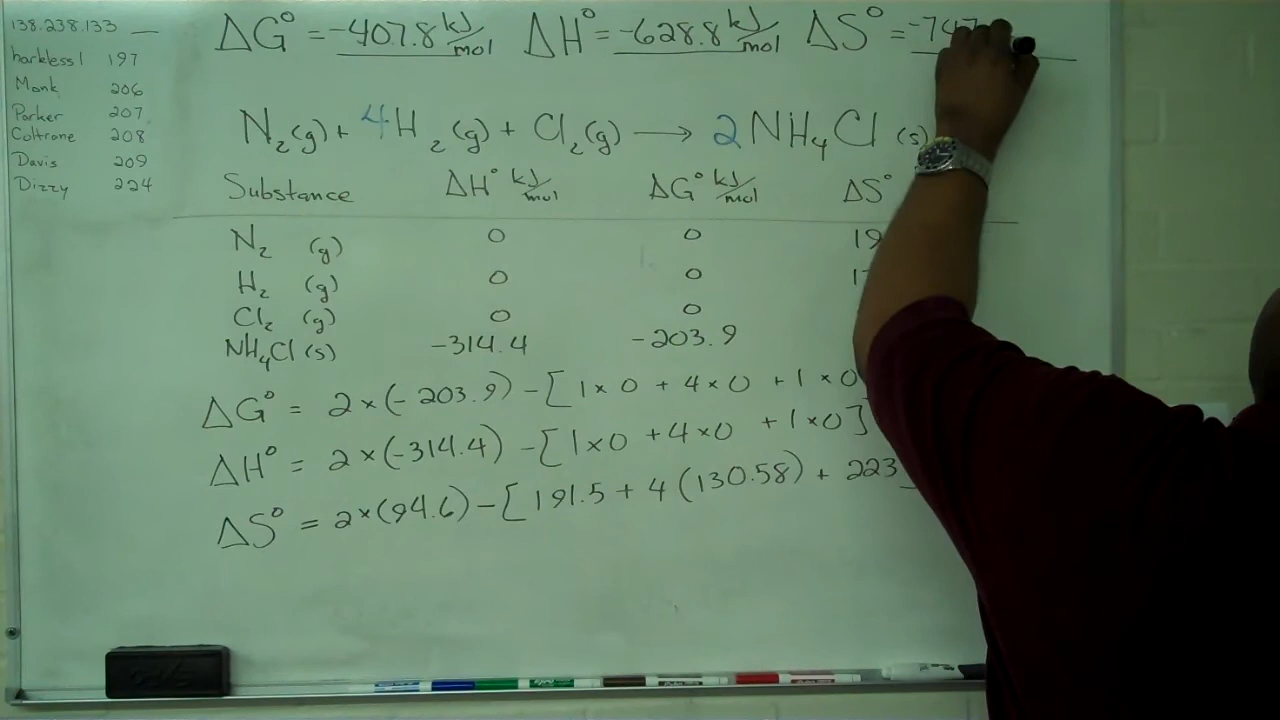 138.238.133 __
harkless1 197
Monk 206
Parker 207
Coltrane 208
Davis 209
Dizzy 224
ΔG° = -407.8 kJ/mol ΔH° = -628.8 kJ/mol ΔS° = -747
N₂(g) + 4H₂(g) + Cl₂(g) → 2NH₄Cl(s)
Substance ΔH° kJ/mol ΔG° kJ/mol ΔS°
N₂ (g) 0 0 19
H₂ (g) 0 0 1
Cl₂ (g) 0 0
NH₄Cl (s) -314.4 -203.9
ΔG° = 2×(-203.9) - [1×0 + 4×0 + 1×0
ΔH° = 2×(-314.4) - [1×0 + 4×0 + 1×0]
ΔS° = 2×(94.6) - [191.5 + 4(130.58) + 223